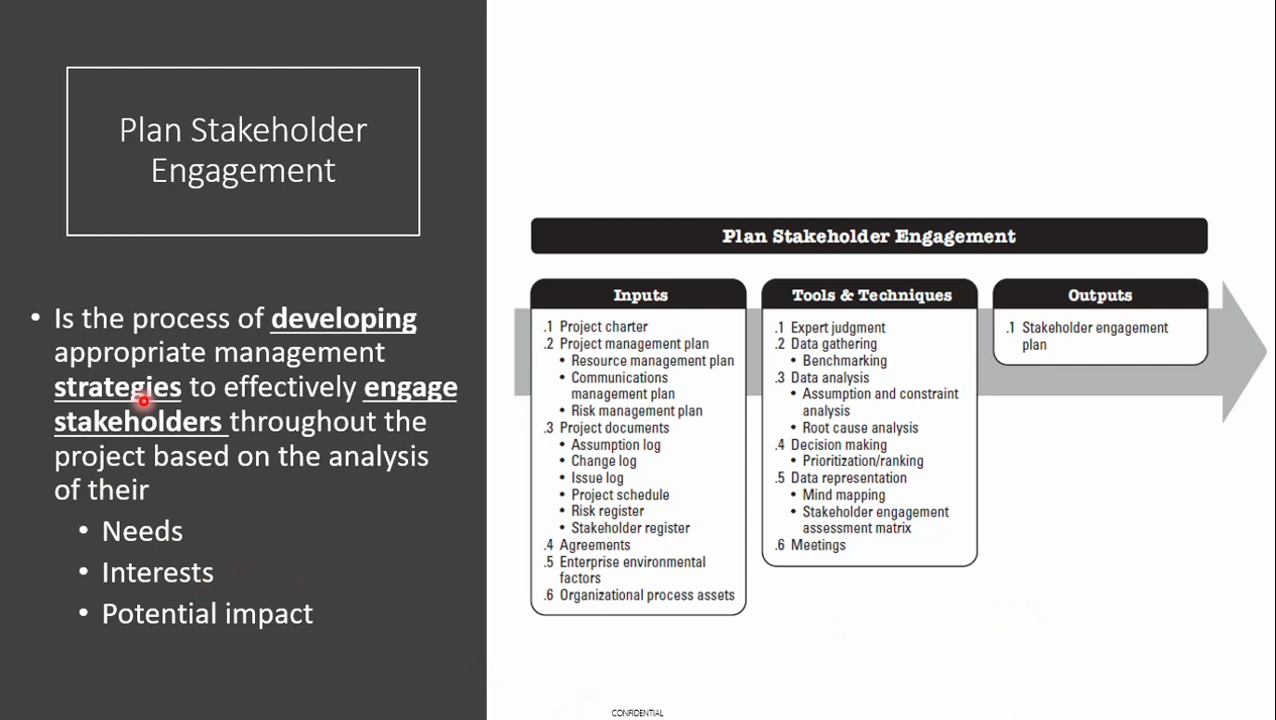 Plan Stakeholder
Engagement
• Is the process of developing
appropriate management
strategies to effectively engage
stakeholders throughout the
project based on the analysis
of their
• Needs
• Interests
• Potential impact
Plan Stakeholder Engagement
Inputs
.1 Project charter
.2 Project management plan
• Resource management plan
• Communications
management plan
• Risk management plan
.3 Project documents
• Assumption log
• Change log
• Issue log
• Project schedule
• Risk register
• Stakeholder register
.4 Agreements
.5 Enterprise environmental
factors
.6 Organizational process assets
Tools & Techniques
.1 Expert judgment
.2 Data gathering
• Benchmarking
.3 Data analysis
• Assumption and constraint
analysis
• Root cause analysis
.4 Decision making
• Prioritization/ranking
.5 Data representation
• Mind mapping
• Stakeholder engagement
assessment matrix
.6 Meetings
Outputs
.1 Stakeholder engagement
plan
CONFIDENTIAL